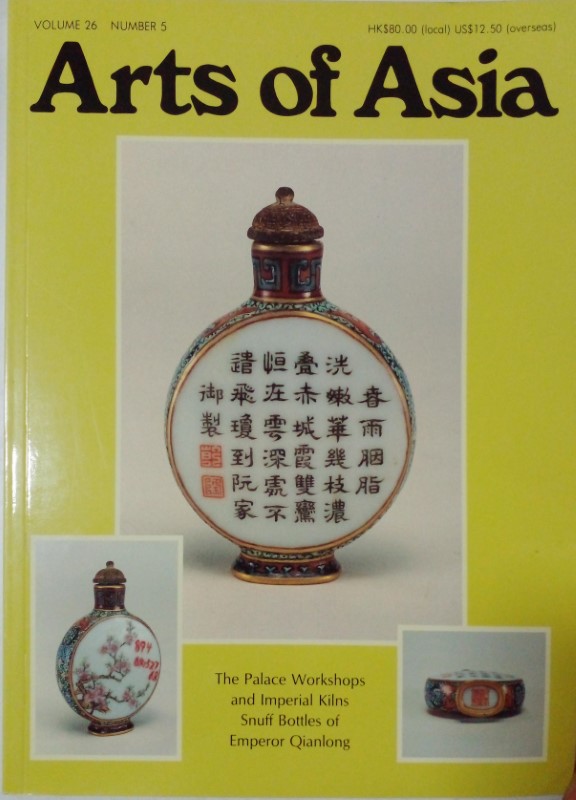 VOLUME 26 NUMBER 5
HK$80.00 (local) US$12.50 (overseas)
Arts of Asia
春雨胭脂
洗嫩華幾枝濃
疊赤城霞雙鸞
恒在雲深處不
遣飛瓊到阮家
御製
乾
隆
The Palace Workshops
and Imperial Kilns
Snuff Bottles of
Emperor Qianlong